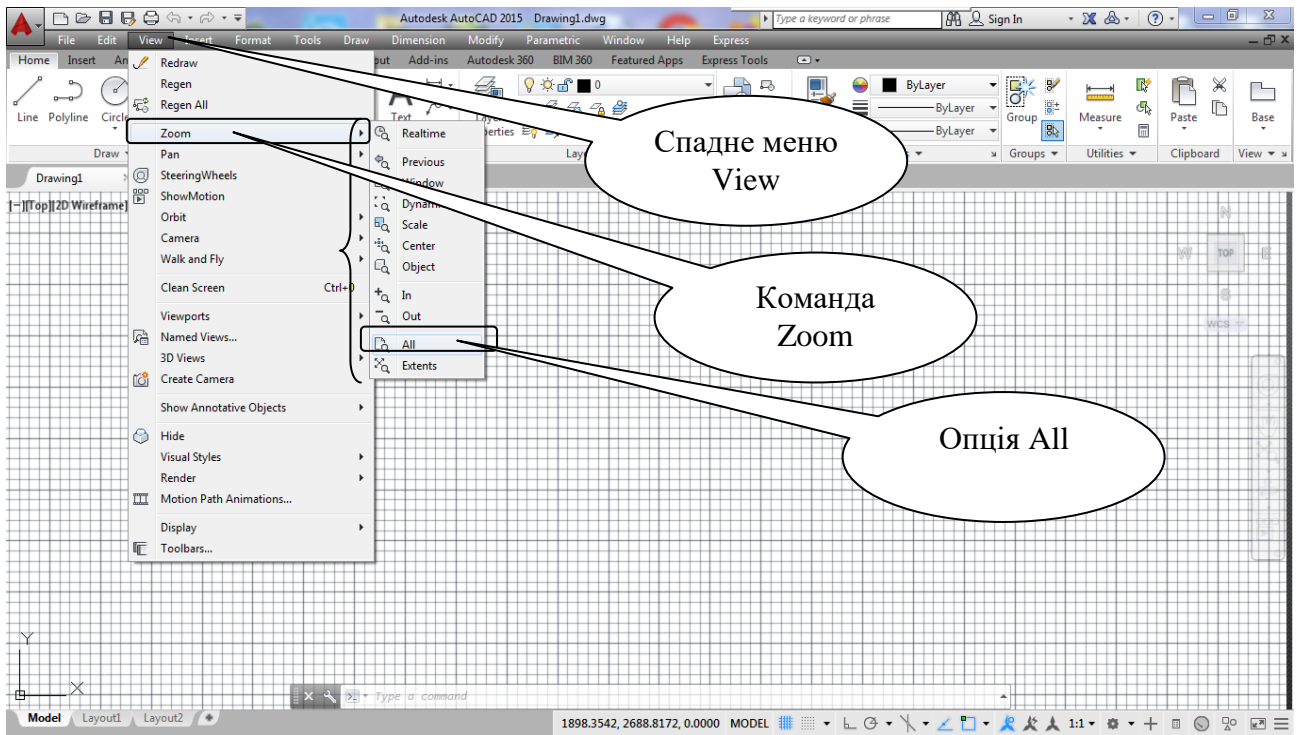 Autodesk AutoCAD 2015 Drawing1.dwg
Type a keyword or phrase
Sign In
File Edit View Insert Format Tools Draw Dimension Modify Parametric Window Help Express
Home Insert An
put Add-ins Autodesk 360 BIM 360 Featured Apps Express Tools
Line Polyline Circle
Text
0
ByLayer
ByLayer
ByLayer
Group
Measure
Paste
Base
Draw
Groups Utilities Clipboard View
Drawing1
[−][Top][2D Wireframe]
Redraw
Regen
Regen All
Zoom
Pan
SteeringWheels
ShowMotion
Orbit
Camera
Walk and Fly
Clean Screen Ctrl+0
Viewports
Named Views...
3D Views
Create Camera
Show Annotative Objects
Hide
Visual Styles
Render
Motion Path Animations...
Display
Toolbars...
Realtime
Previous
Window
Dynamic
Scale
Center
Object
In
Out
All
Extents
Спадне меню
View
Команда
Zoom
Опція All
N
W TOP E
S
WCS
Y
X
Type a command
Model Layout1 Layout2
1898.3542, 2688.8172, 0.0000 MODEL 1:1